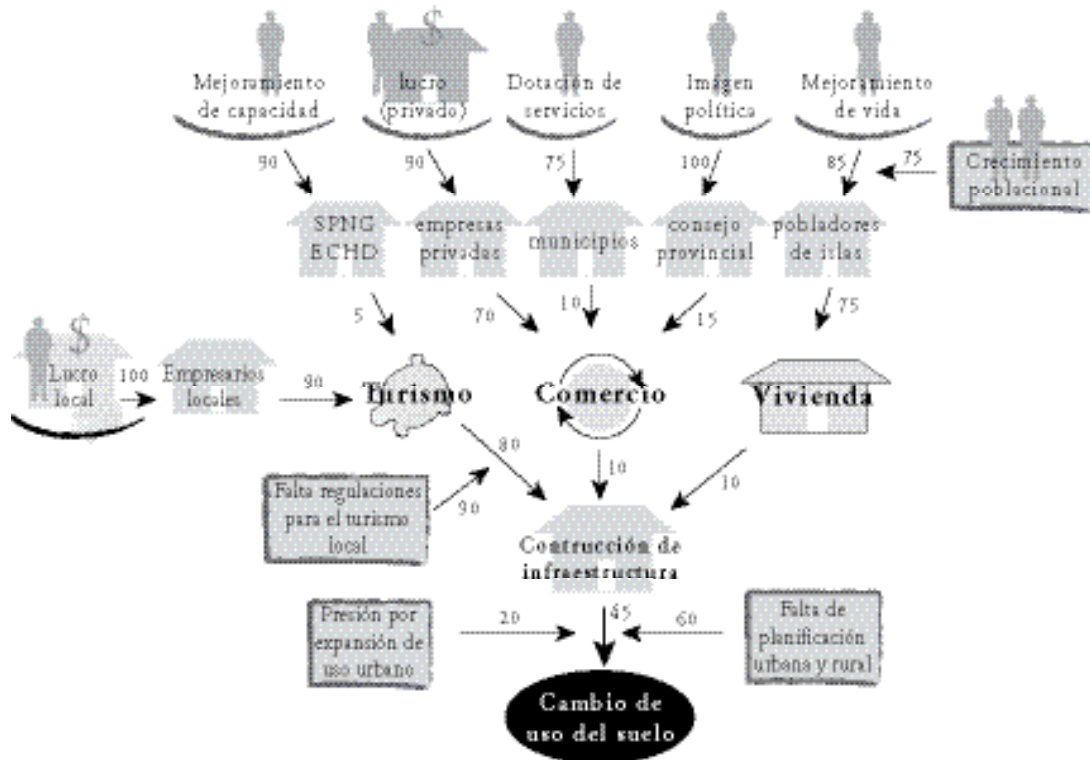 $
Mejoramiento
de capacidad
lucro
(privado)
Dotación de
servicios
Imágen
política
Mejoramiento
de vida
90
90
75
100
85
75
Crecimiento
poblacional
SPNG
ECHD
empresas
privadas
municipios
consejo
provincial
pobladores
de islas
5
70
10
15
75
$
Lucro
local
100
Empresarios
locales
90
Turismo
Comercio
Vivienda
80
10
10
Falta regulaciones
para el turismo
local
90
Contrucción de
infraestructura
Presión por
expansión de
uso urbano
20
45
60
Falta de
planificación
urbana y rural
Cambio de
uso del suelo